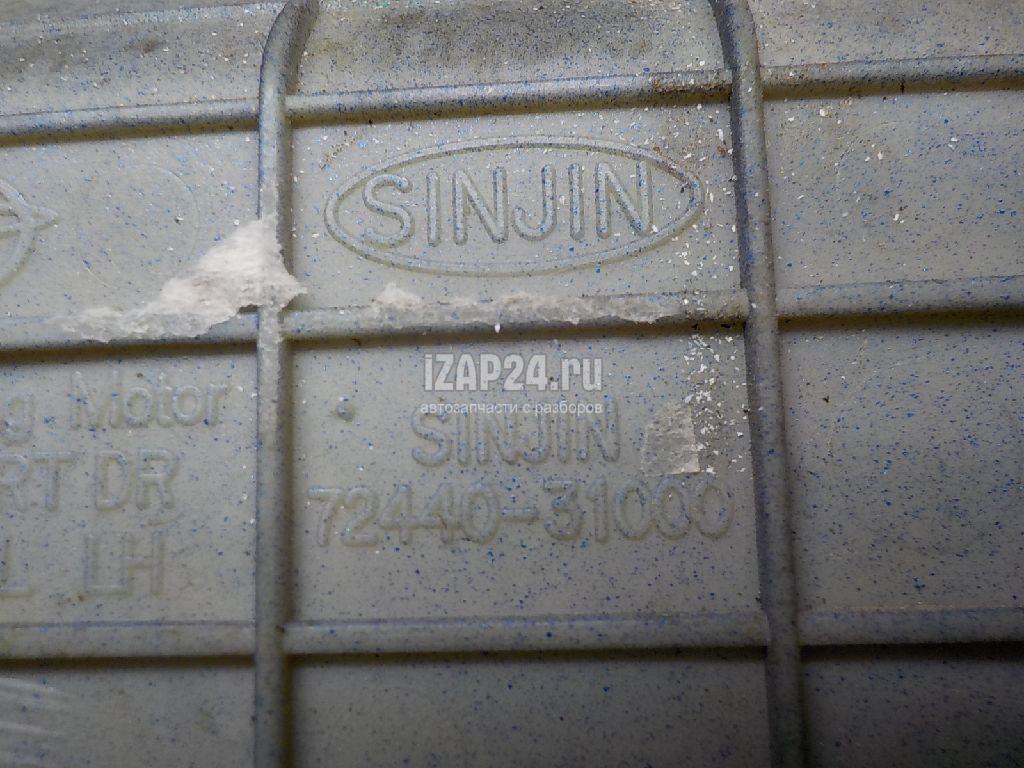 SINJIN
iZAP24.ru
автозапчасти с разборов
g Motor
SINJIN
RT DR
72440-31000
L LH